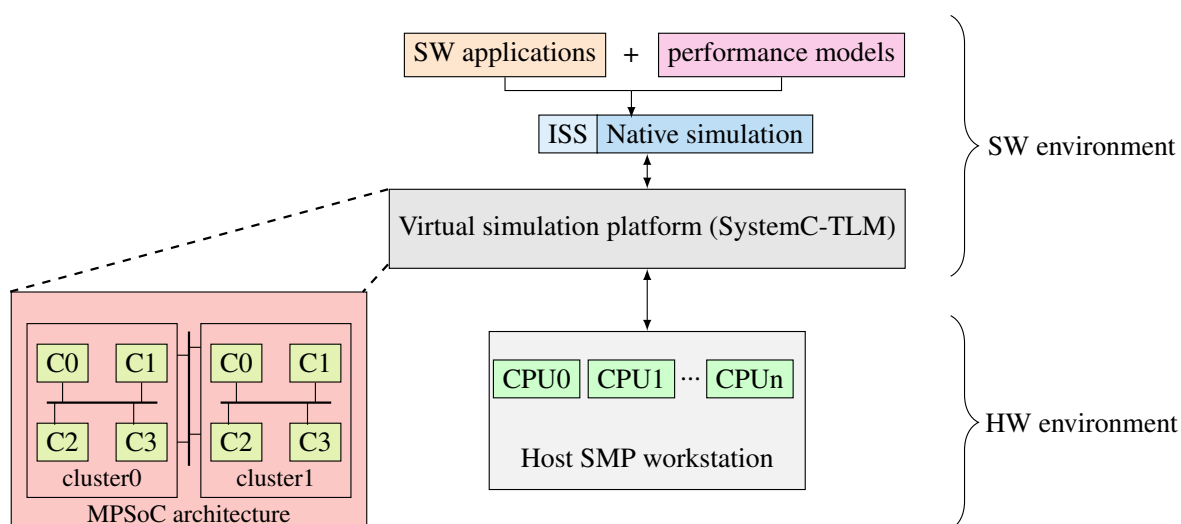 SW applications + performance models
ISS Native simulation
SW environment
Virtual simulation platform (SystemC-TLM)
C0 C1 C0 C1
CPU0 CPU1 ... CPUn
HW environment
C2 C3 C2 C3
Host SMP workstation
cluster0 cluster1
MPSoC architecture